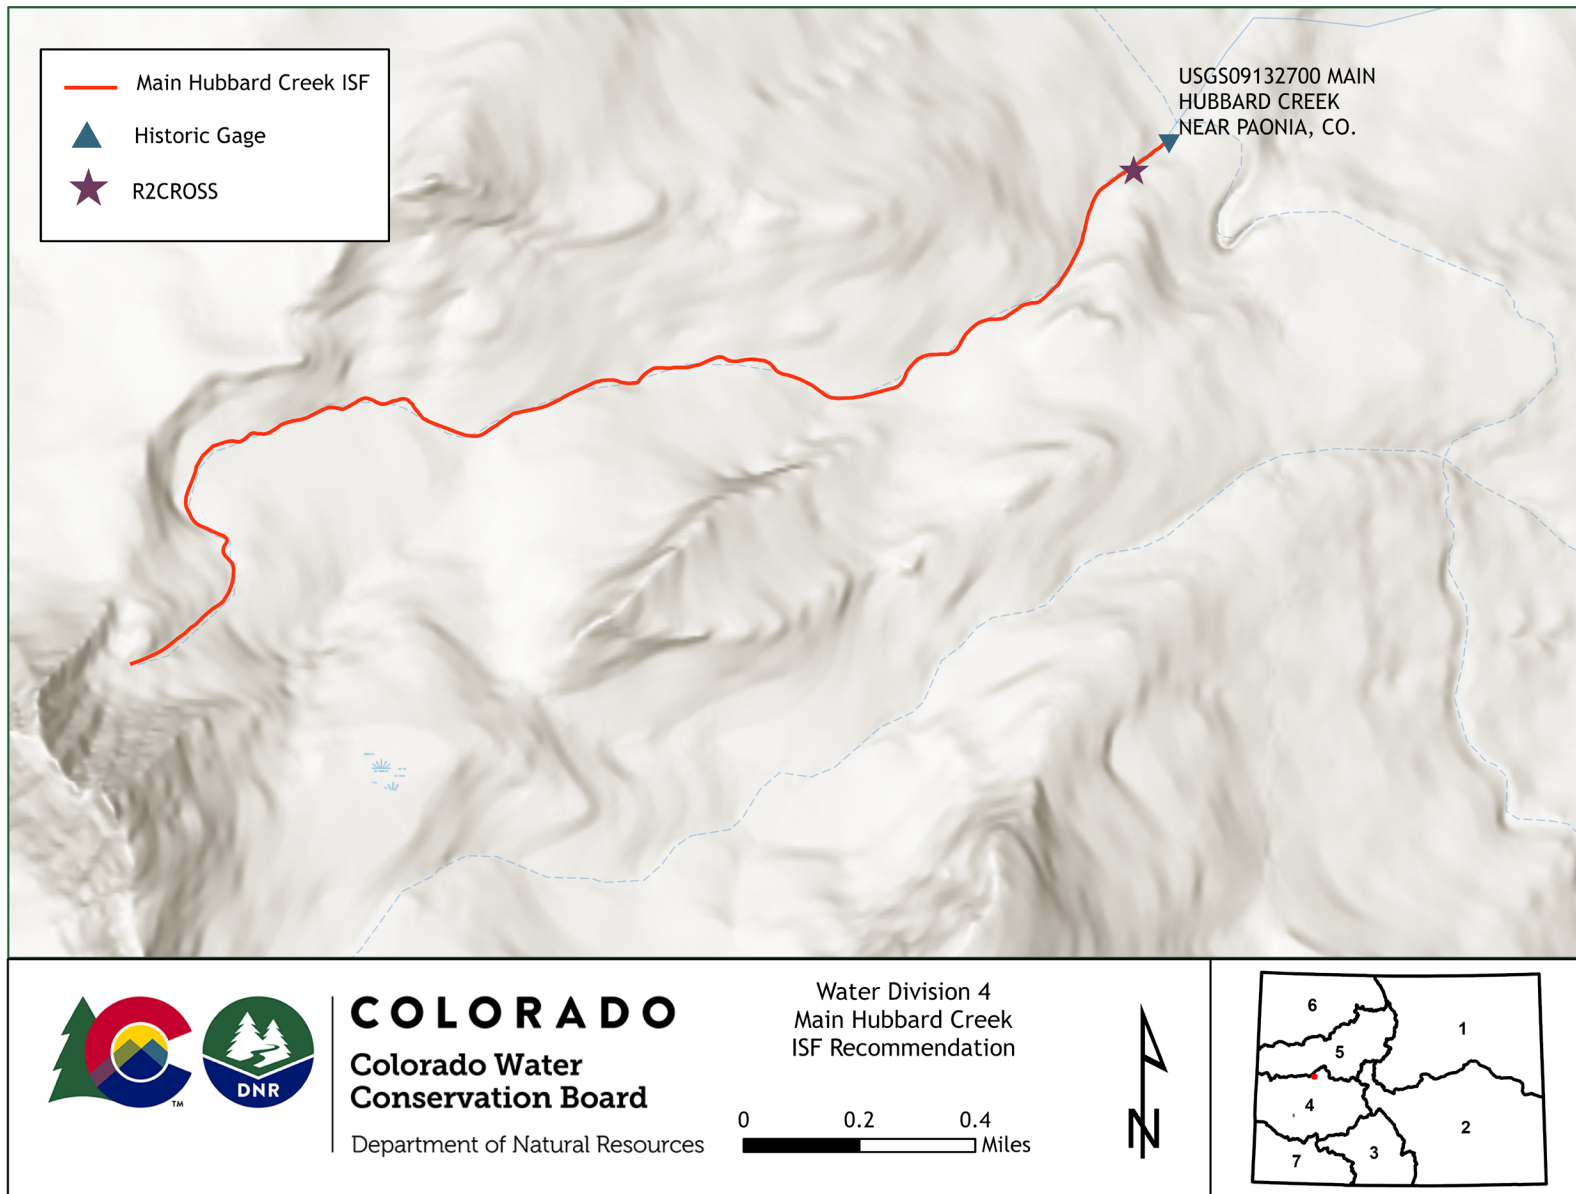 Main Hubbard Creek ISF
Historic Gage
R2CROSS
USGS09132700 MAIN
HUBBARD CREEK
NEAR PAONIA, CO.
DNR
TM
COLORADO
Colorado Water
Conservation Board
Department of Natural Resources
Water Division 4
Main Hubbard Creek
ISF Recommendation
0 0.2 0.4
Miles
N
6
1
5
4
2
3
7